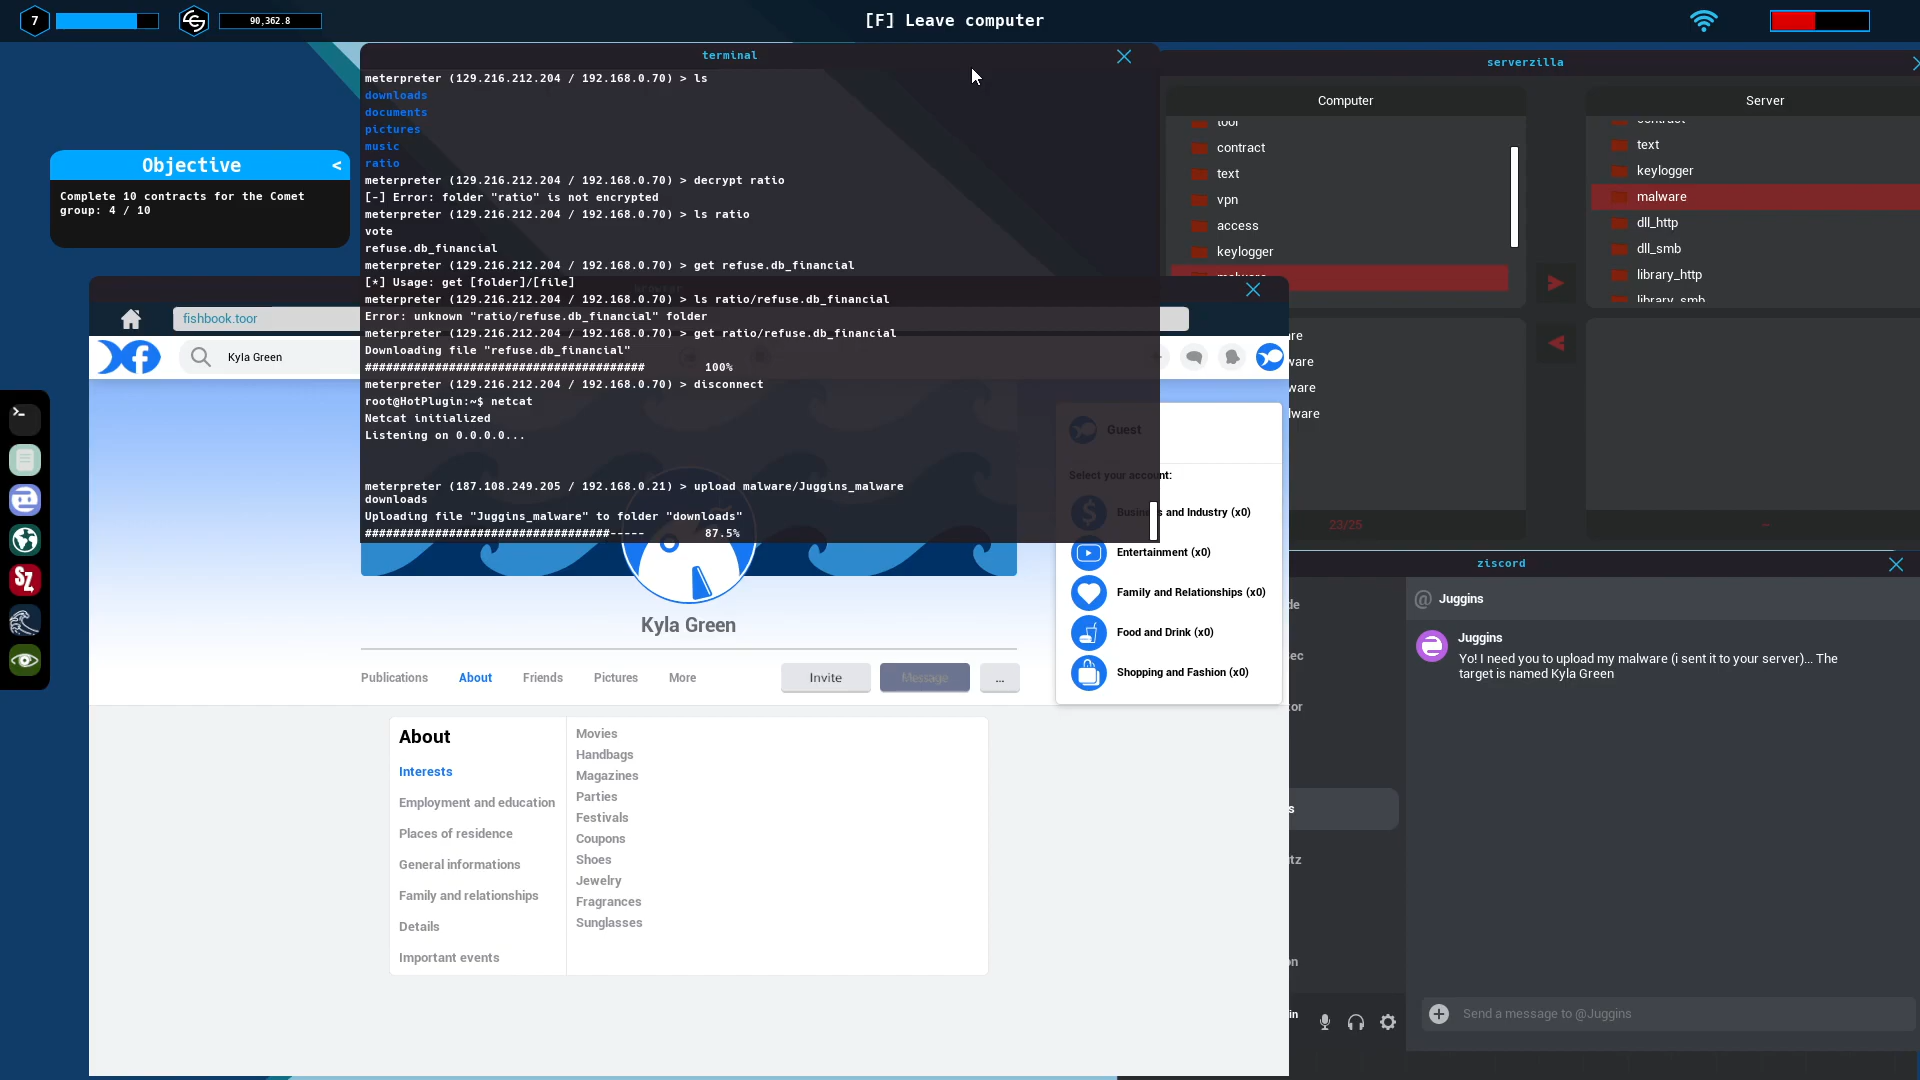 7
90,362.8
[F] Leave computer
Objective
<
Complete 10 contracts for the Comet
group: 4 / 10
terminal
meterpreter (129.216.212.204 / 192.168.0.70) > ls
downloads
documents
pictures
music
ratio
meterpreter (129.216.212.204 / 192.168.0.70) > decrypt ratio
[-] Error: folder "ratio" is not encrypted
meterpreter (129.216.212.204 / 192.168.0.70) > ls ratio
vote
refuse.db_financial
meterpreter (129.216.212.204 / 192.168.0.70) > get refuse.db_financial
[*] Usage: get [folder]/[file]
meterpreter (129.216.212.204 / 192.168.0.70) > ls ratio/refuse.db_financial
Error: unknown "ratio/refuse.db_financial" folder
meterpreter (129.216.212.204 / 192.168.0.70) > get ratio/refuse.db_financial
Downloading file "refuse.db_financial"
######################################## 100%
meterpreter (129.216.212.204 / 192.168.0.70) > disconnect
root@HotPlugin:~$ netcat
Netcat initialized
Listening on 0.0.0.0...
meterpreter (187.108.249.205 / 192.168.0.21) > upload malware/Juggins_malware
downloads
Uploading file "Juggins_malware" to folder "downloads"
###################################----- 87.5%
serverzilla
Computer
tool
contract
text
vpn
access
keylogger
malware
23/25
Server
contract
text
keylogger
malware
dll_http
dll_smb
library_http
library_smb
-
fishbook.toor
Kyla Green
Guest
Select your account:
Business and Industry (x0)
Entertainment (x0)
Family and Relationships (x0)
Food and Drink (x0)
Shopping and Fashion (x0)
Kyla Green
Publications
About
Friends
Pictures
More
Invite
Message
...
About
Interests
Employment and education
Places of residence
General informations
Family and relationships
Details
Important events
Movies
Handbags
Magazines
Parties
Festivals
Coupons
Shoes
Jewelry
Fragrances
Sunglasses
ziscord
@ Juggins
Juggins
Yo! I need you to upload my malware (i sent it to your server)... The
target is named Kyla Green
Send a message to @Juggins